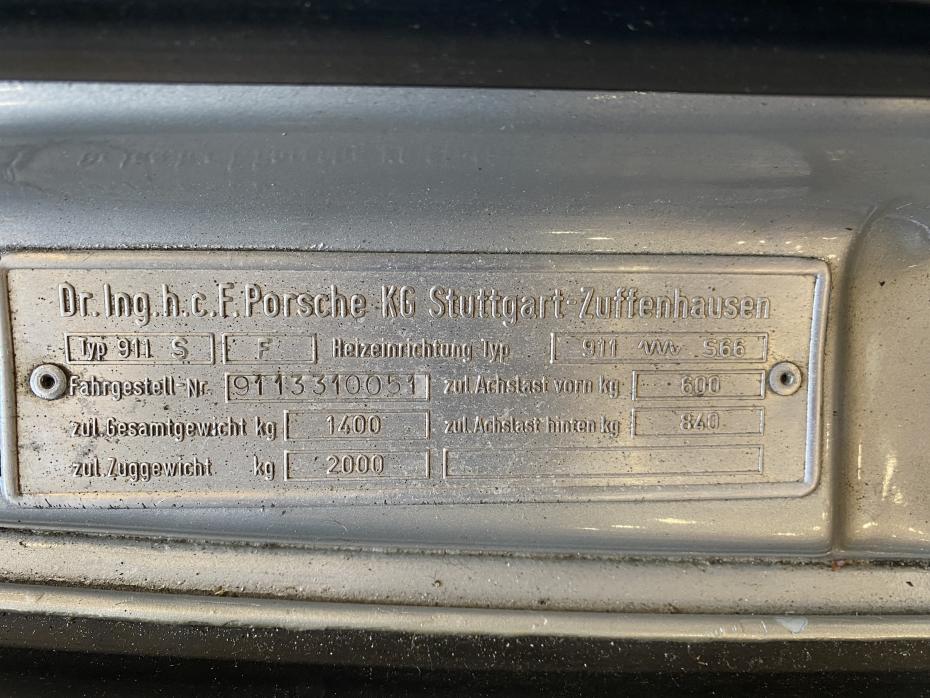 Dr. Ing. h.c. F. Porsche KG Stuttgart-Zuffenhausen
Typ 911 S F Heizeinrichtung Typ 911 S66
Fahrgestell-Nr. 9113310051 zul. Achslast vorn kg 600
zul. Gesamtgewicht kg 1400 zul. Achslast hinten kg 840
zul. Zuggewicht kg 2000